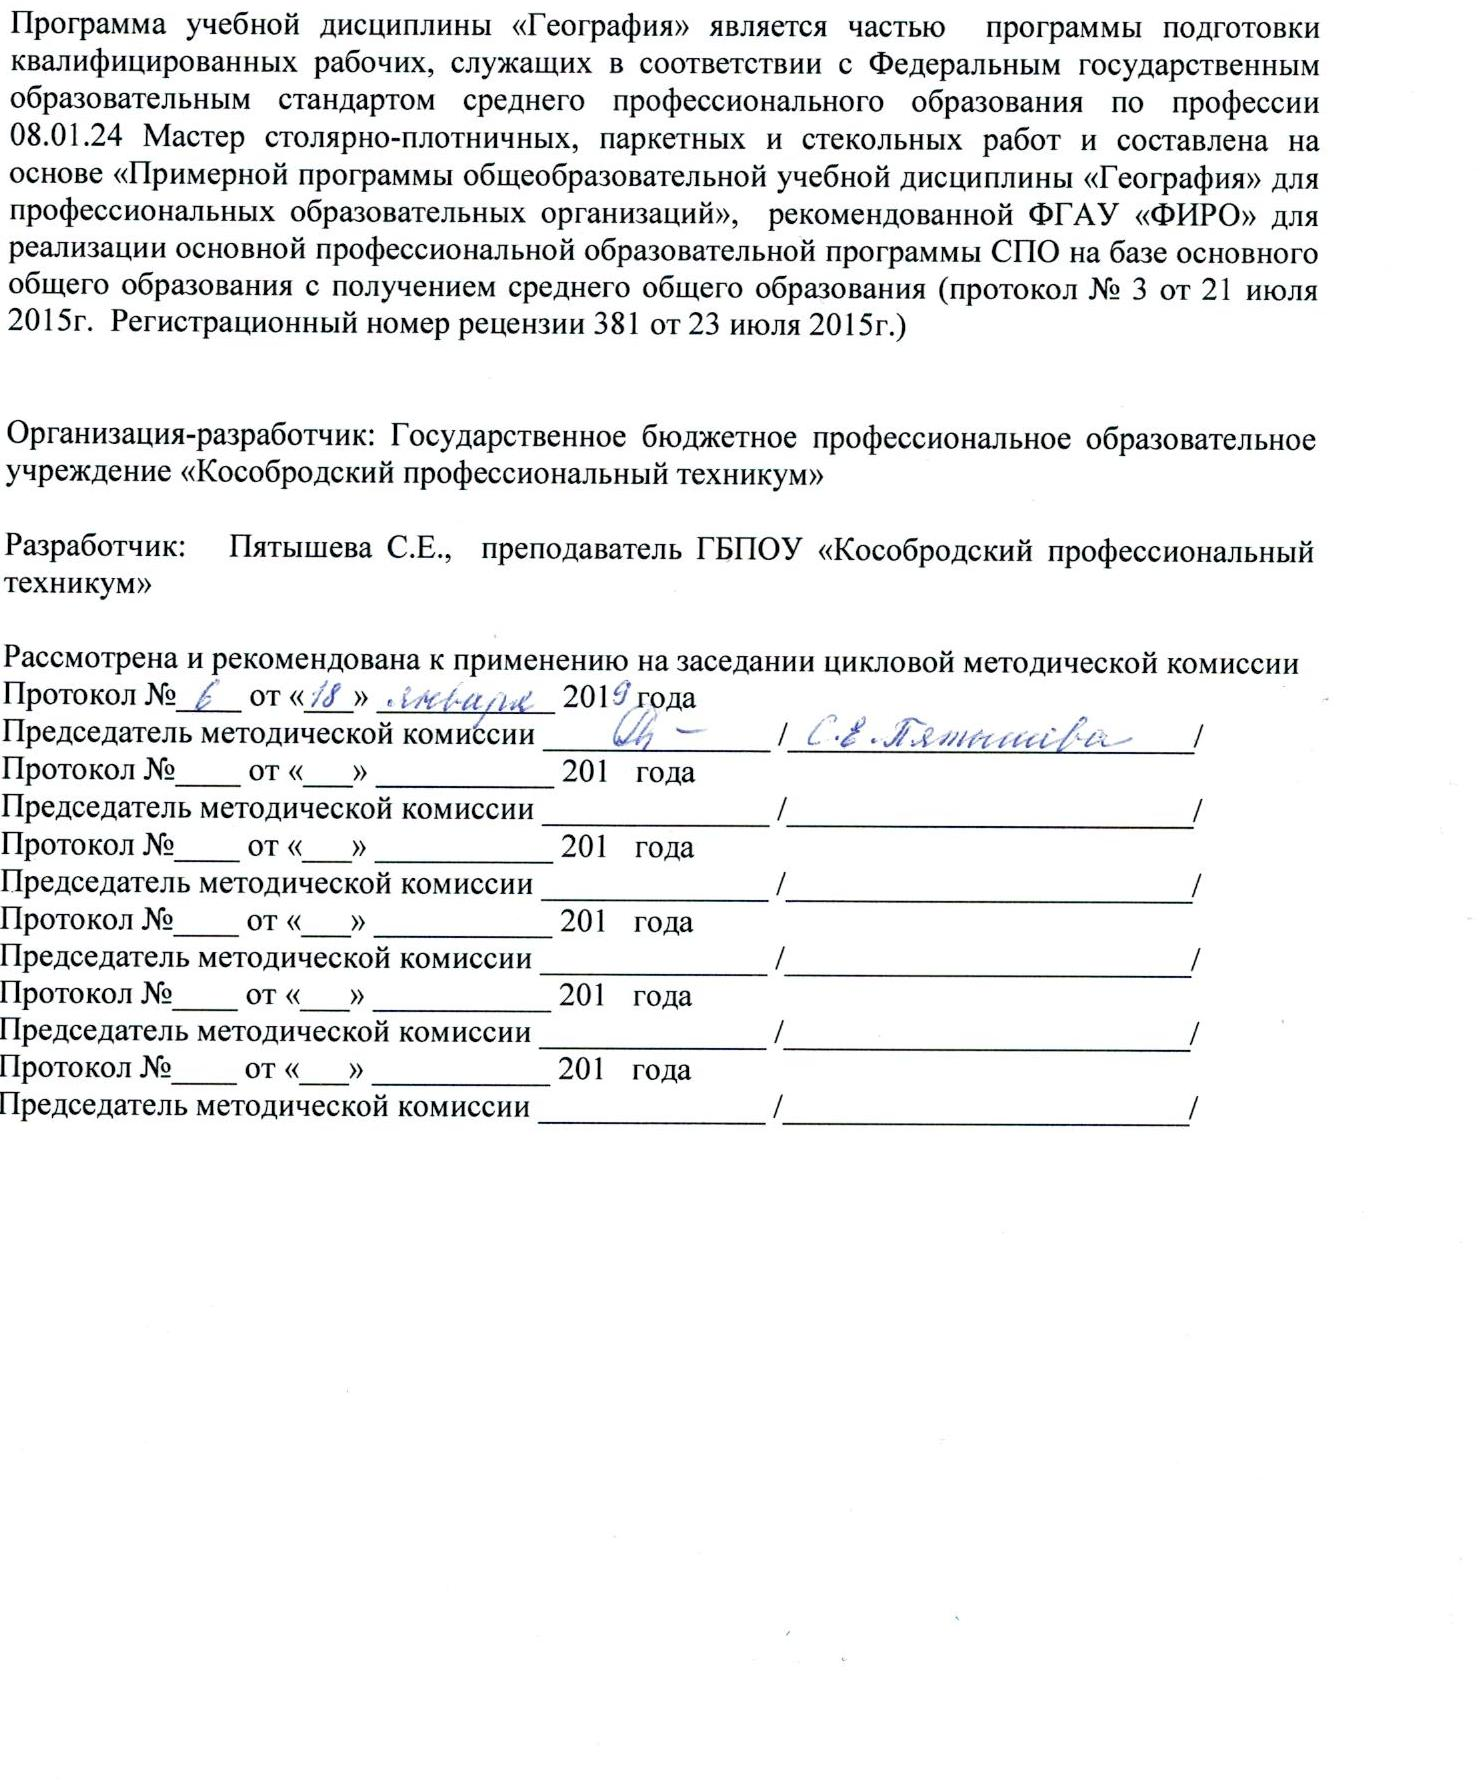 Программа учебной дисциплины «География» является частью программы подготовки
квалифицированных рабочих, служащих в соответствии с Федеральным государственным
образовательным стандартом среднего профессионального образования по профессии
08.01.24 Мастер столярно-плотничных, паркетных и стекольных работ и составлена на
основе «Примерной программы общеобразовательной учебной дисциплины «География» для
профессиональных образовательных организаций», рекомендованной ФГАУ «ФИРО» для
реализации основной профессиональной образовательной программы СПО на базе основного
общего образования с получением среднего общего образования (протокол № 3 от 21 июля
2015г. Регистрационный номер рецензии 381 от 23 июля 2015г.)
Организация-разработчик: Государственное бюджетное профессиональное образовательное
учреждение «Кособродский профессиональный техникум»
Разработчик: Пятышева С.Е., преподаватель ГБПОУ «Кособродский профессиональный
техникум»
Рассмотрена и рекомендована к применению на заседании цикловой методической комиссии
Протокол № 6 от «18» января 2019 года
Председатель методической комиссии ______________ / С.Е. Пятышева /
Протокол №____ от «___» ___________ 201 года
Председатель методической комиссии ______________ /_________________________/
Протокол №____ от «___» ___________ 201 года
Председатель методической комиссии ______________ /_________________________/
Протокол №____ от «___» ___________ 201 года
Председатель методической комиссии ______________ /_________________________/
Протокол №____ от «___» ___________ 201 года
Председатель методической комиссии ______________ /_________________________/
Протокол №____ от «___» ___________ 201 года
Председатель методической комиссии ______________ /_________________________/